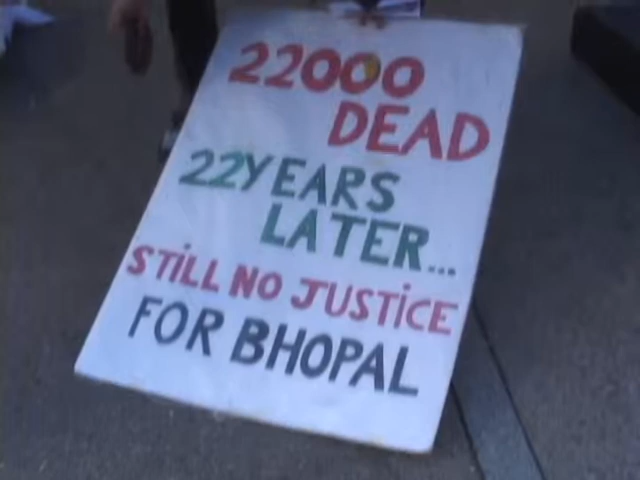 22000
DEAD
22YEARS
LATER...
STiLL NO JUSTiCE
FOR BHOPAL